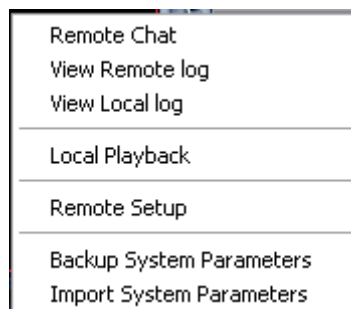 Remote Chat
View Remote log
View Local log
Local Playback
Remote Setup
Backup System Parameters
Import System Parameters